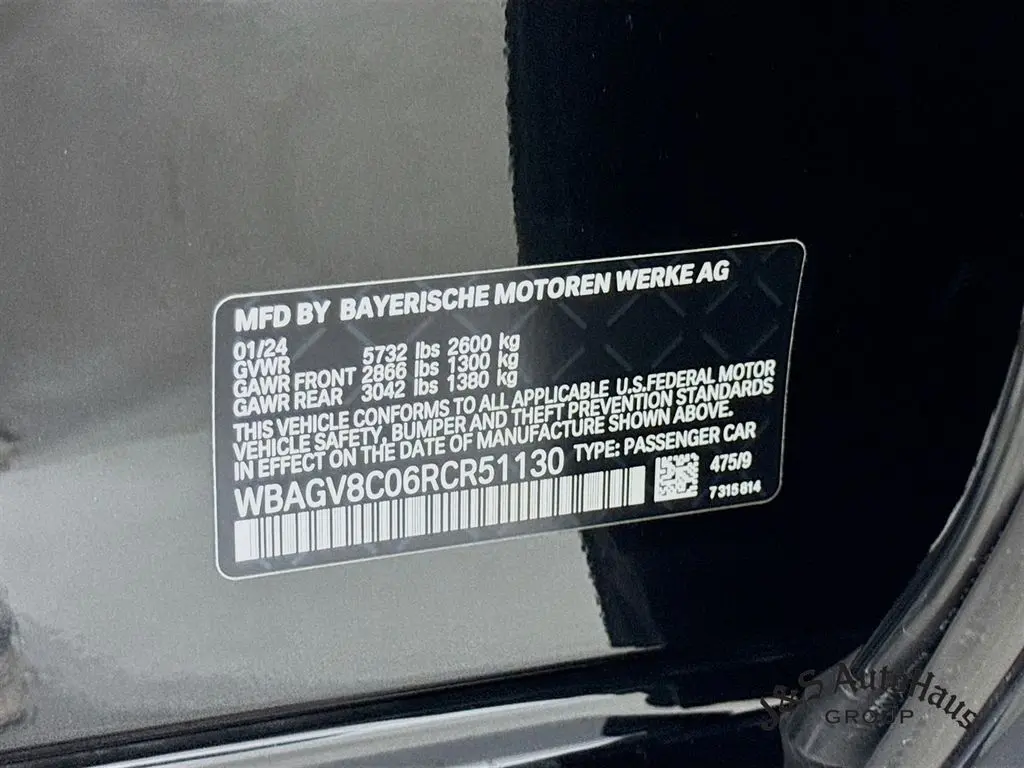 MFD BY BAYERISCHE MOTOREN WERKE AG
01/24
GVWR 5732 lbs 2600 kg
GAWR FRONT 2866 lbs 1300 kg
GAWR REAR 3042 lbs 1380 kg
THIS VEHICLE CONFORMS TO ALL APPLICABLE U.S.FEDERAL MOTOR
VEHICLE SAFETY, BUMPER AND THEFT PREVENTION STANDARDS
IN EFFECT ON THE DATE OF MANUFACTURE SHOWN ABOVE.
WBAGV8C06RCR51130 TYPE: PASSENGER CAR
475/9
7315814
S&S AutoHaus
GROUP